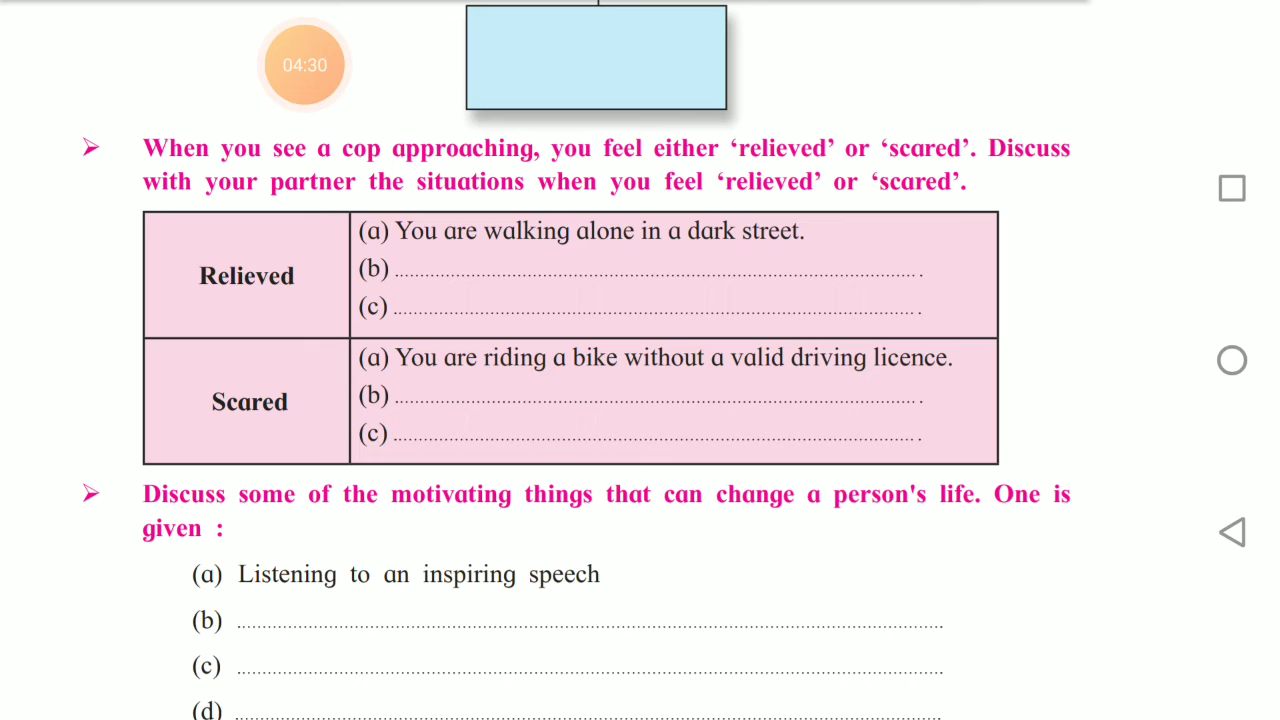 04:30
➢ When you see a cop approaching, you feel either ‘relieved’ or ‘scared’. Discuss
with your partner the situations when you feel ‘relieved’ or ‘scared’.
Relieved
(a) You are walking alone in a dark street.
(b) ............................................................ .
(c) ............................................................ .
Scared
(a) You are riding a bike without a valid driving licence.
(b) ............................................................ .
(c) ............................................................ .
➢ Discuss some of the motivating things that can change a person's life. One is
given :
(a) Listening to an inspiring speech
(b) ............................................................
(c) ............................................................
(d) ............................................................